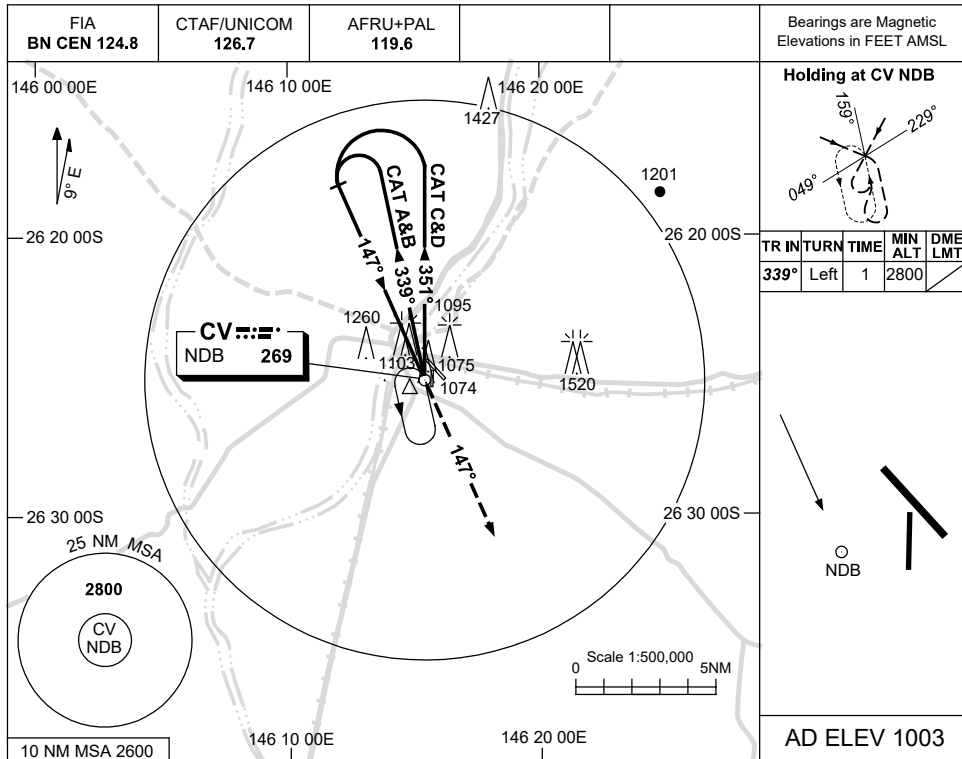 FIA
BN CEN 124.8
CTAF/UNICOM
126.7
AFRU+PAL
119.6
Bearings are Magnetic
Elevations in FEET AMSL
146 00 00E
146 10 00E
146 20 00E
1427
9° E
1201
26 20 00S
26 20 00S
CAT A&B
CAT C&D
147°
339°
351°
1095
1260
1103
1075
1074
1520
CV
NDB 269
147°
26 30 00S
26 30 00S
25 NM MSA
2800
CV
NDB
Scale 1:500,000
0 5NM
146 10 00E
146 20 00E
10 NM MSA 2600
Holding at CV NDB
159°
229°
049°
TR IN TURN TIME MIN ALT DME LMT
339° Left 1 2800
NDB
AD ELEV 1003